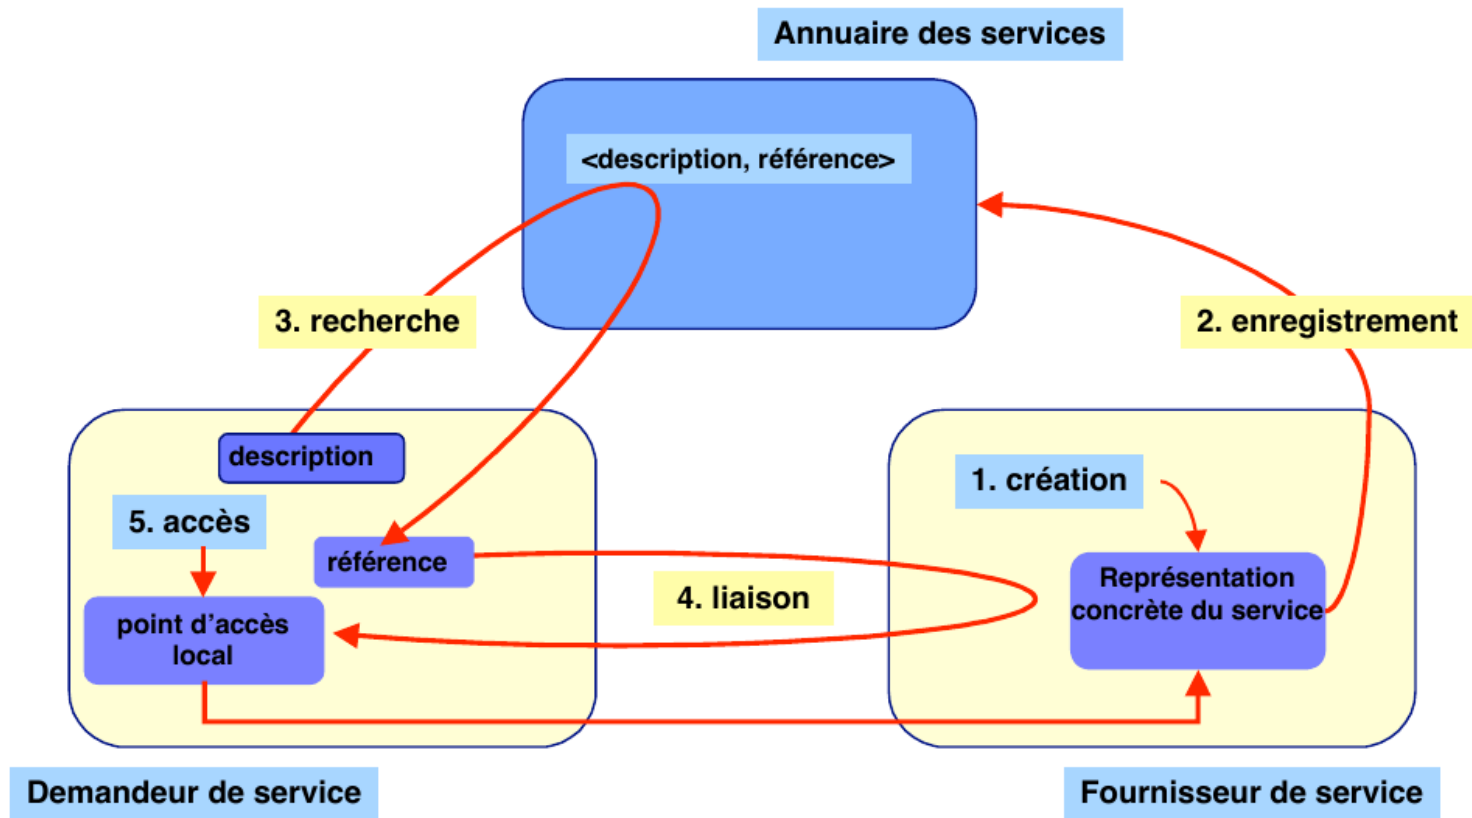 Annuaire des services
<description, référence>
3. recherche
2. enregistrement
description
1. création
5. accès
référence
4. liaison
Représentation
concrète du service
point d’accès
local
Demandeur de service
Fournisseur de service